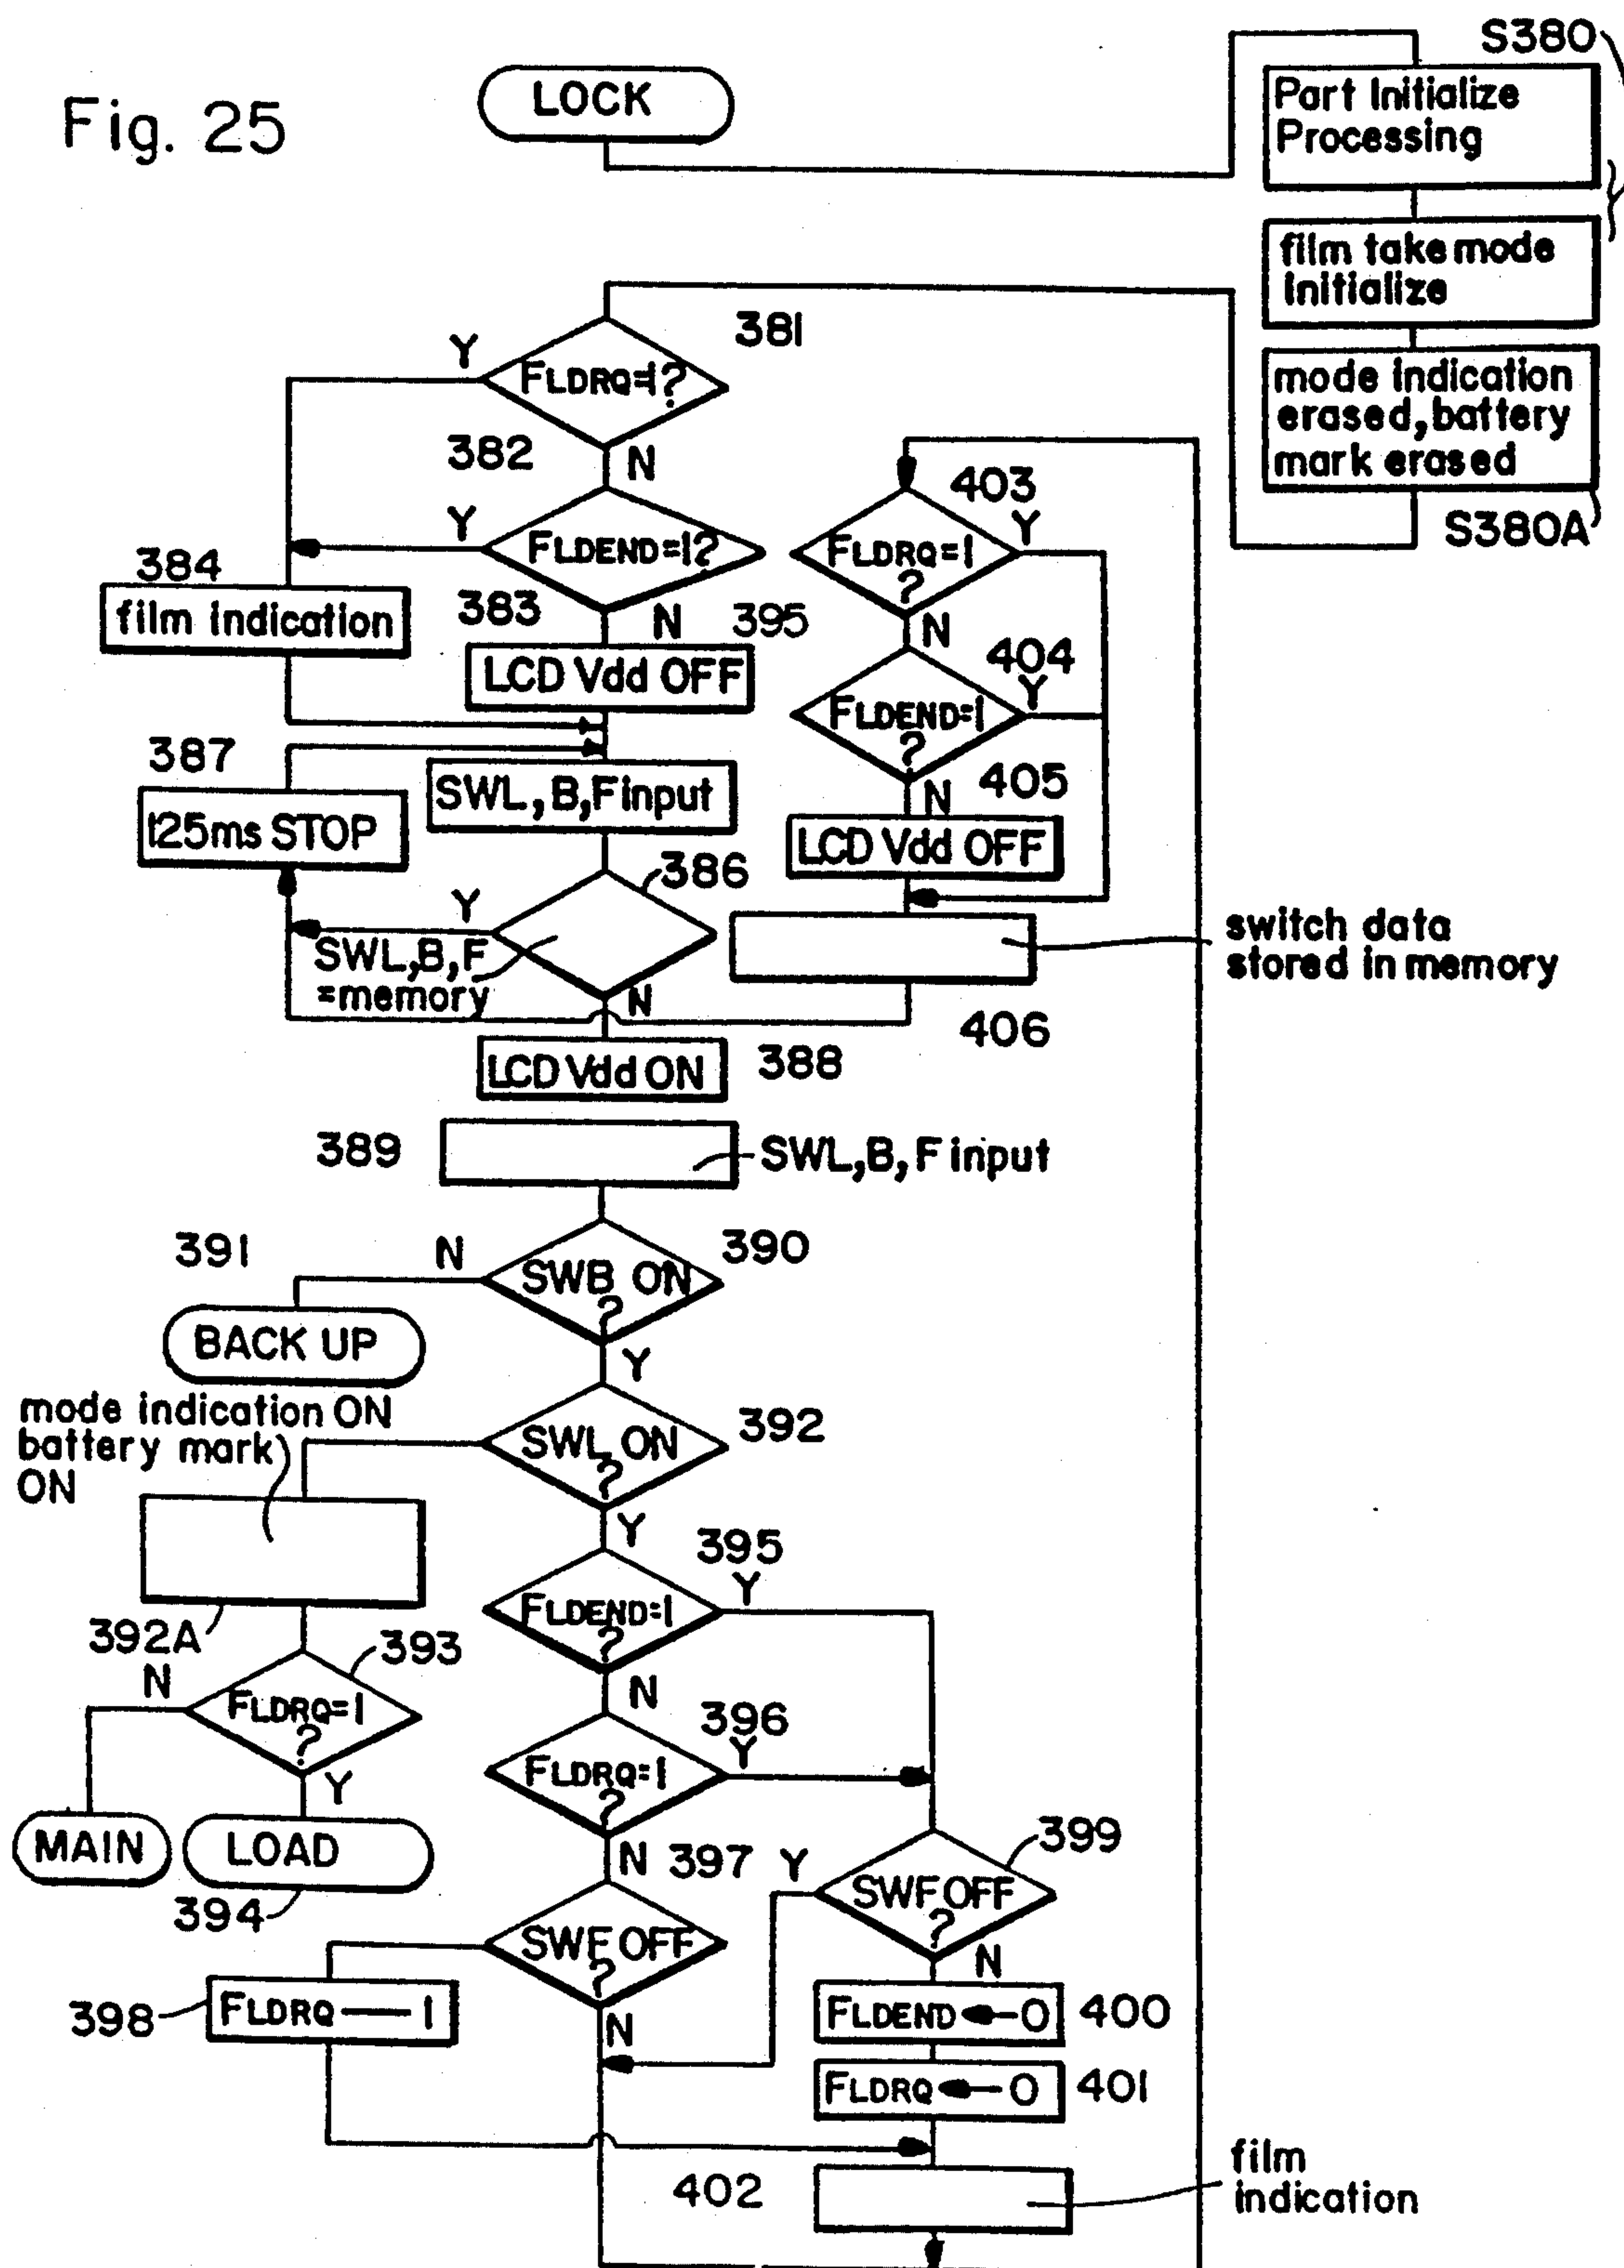 Fig. 25
LOCK
S380
Part Initialize
Processing
film take mode
initialize
mode indication
erased, battery
mark erased
S380A
381
Y
FLDRQ=1?
N
382
Y
FLDEND=1?
N
384
film indication
383
395
LCD Vdd OFF
387
125ms STOP
SWL, B, F input
386
Y
SWL, B, F
=memory
N
LCD Vdd ON
388
403
FLDRQ=1
?
Y
N
404
FLDEND=1
?
Y
N
405
LCD Vdd OFF
switch data
stored in memory
406
389
SWL, B, F input
390
SWB ON
?
N
391
BACK UP
Y
392
SWL ON
?
mode indication ON
battery mark
ON
392A
393
FLDRQ=1
?
N
Y
MAIN
LOAD
394
Y
395
FLDEND=1
?
Y
N
396
FLDRQ=1
?
Y
N
397
SWF OFF
?
N
398
FLDRQ — 1
399
SWF OFF
?
Y
N
FLDEND ← 0
400
FLDRQ ← 0
401
402
film
indication